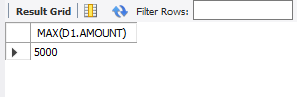 Result Grid Filter Rows:
MAX(D1.AMOUNT)
5000